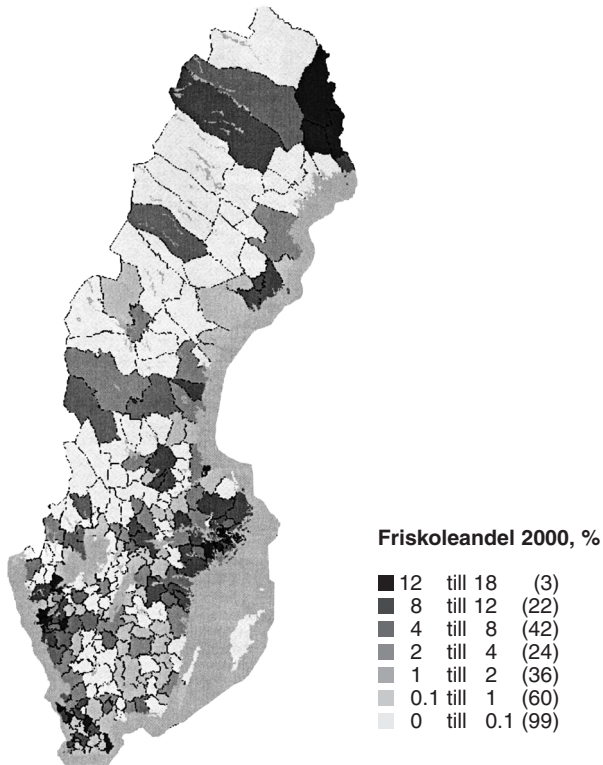 Friskoleandel 2000, %
12 till 18 (3)
8 till 12 (22)
4 till 8 (42)
2 till 4 (24)
1 till 2 (36)
0.1 till 1 (60)
0 till 0.1 (99)